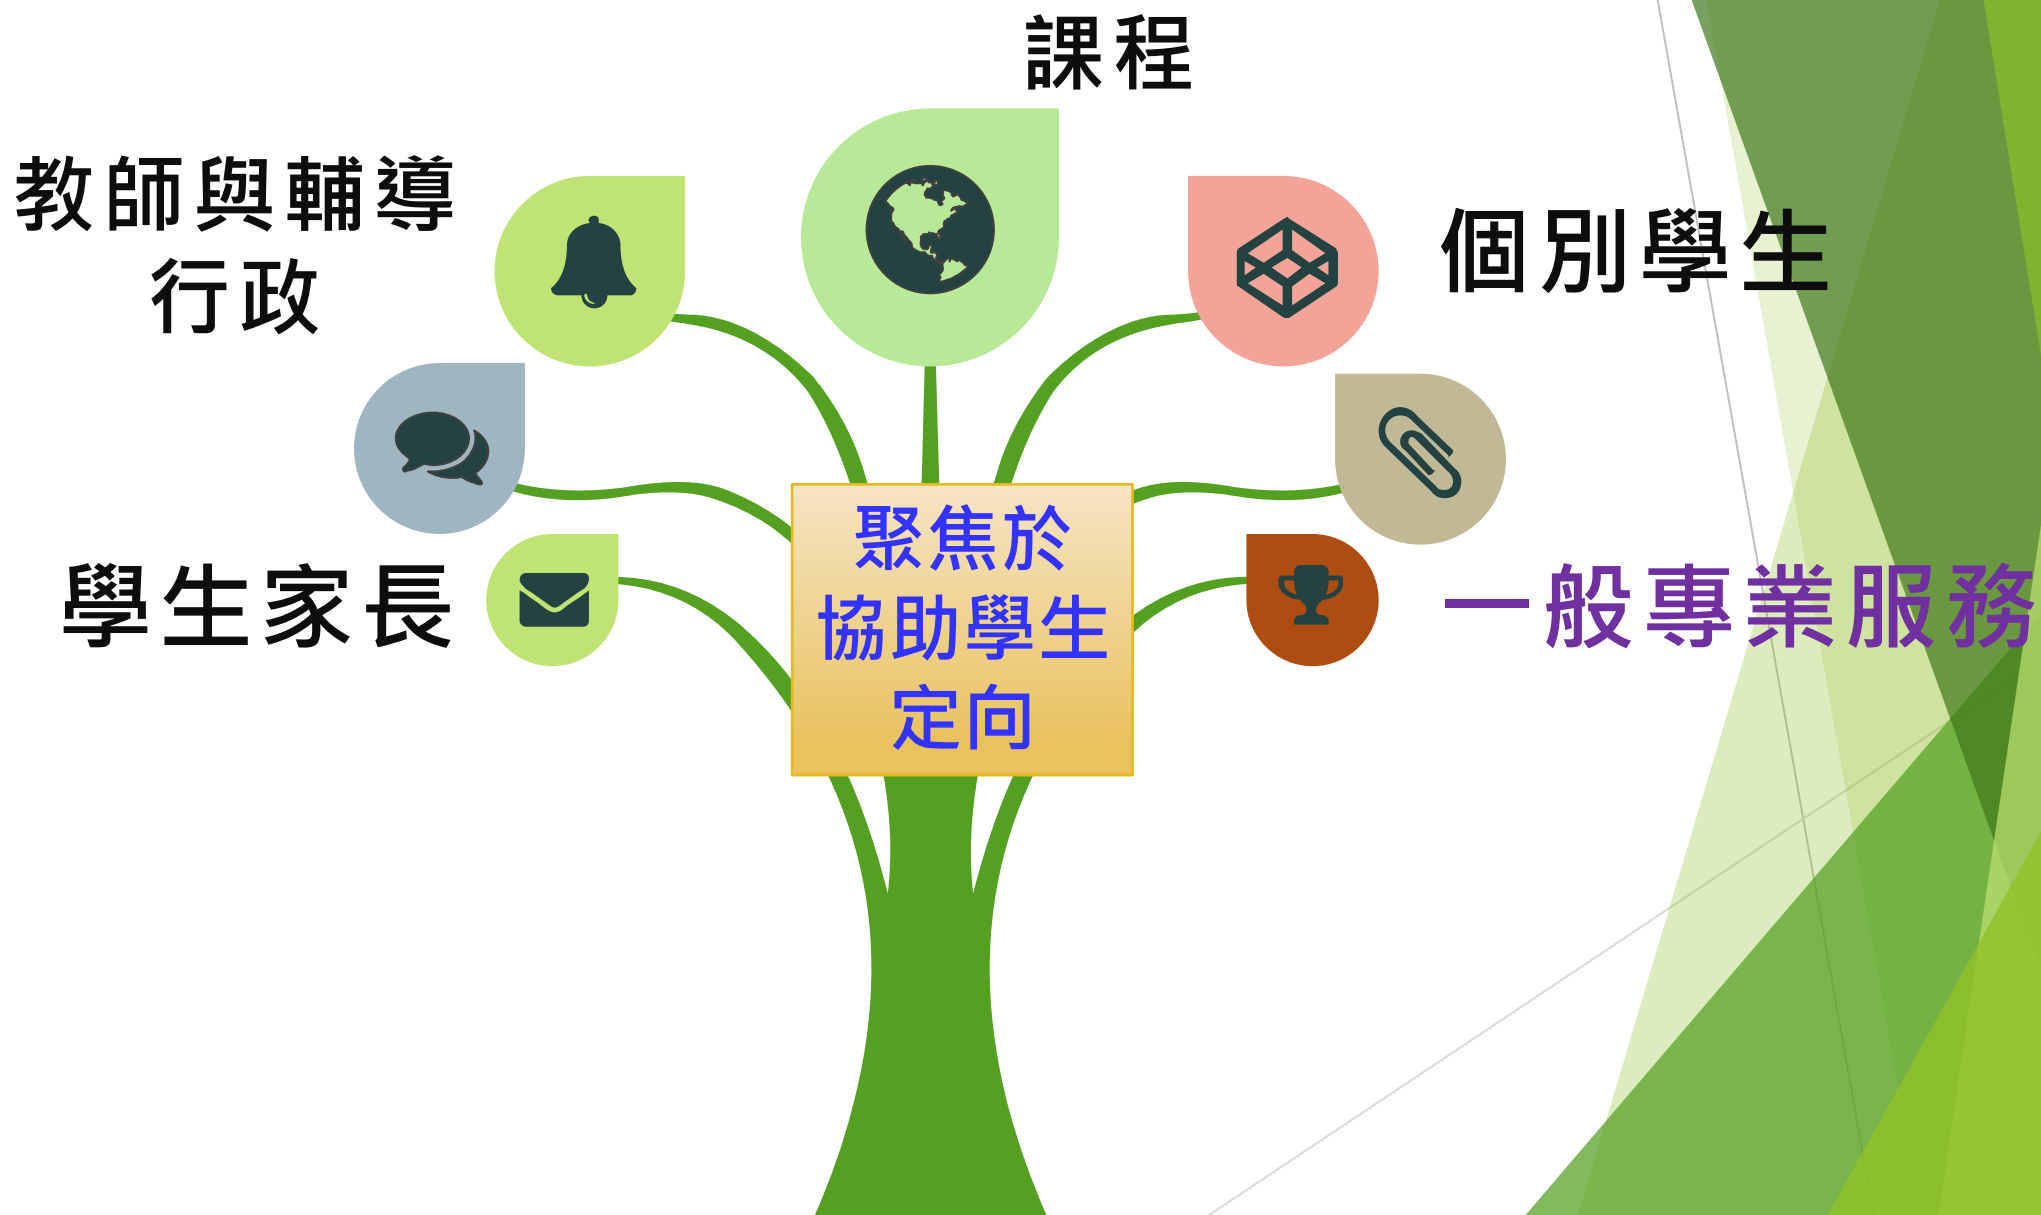 課程
教師與輔導
行政
個別學生
聚焦於
協助學生
定向
學生家長
一般專業服務